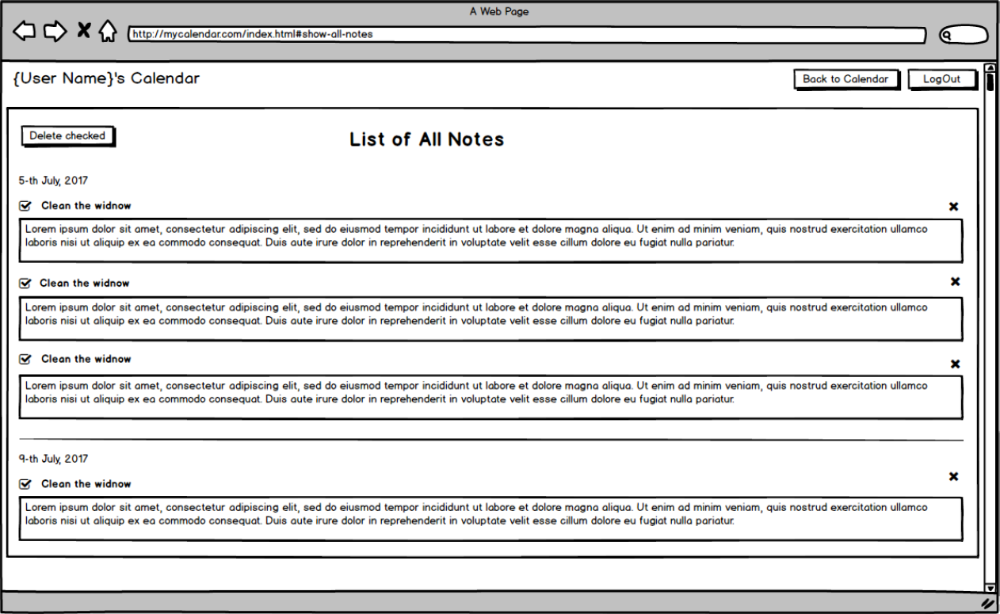 A Web Page
http://mycalendar.com/index.html#show-all-notes
{User Name}'s Calendar
Back to Calendar
LogOut
Delete checked
List of All Notes
5-th July, 2017
Clean the widnow
Lorem ipsum dolor sit amet, consectetur adipiscing elit, sed do eiusmod tempor incididunt ut labore et dolore magna aliqua. Ut enim ad minim veniam, quis nostrud exercitation ullamco
laboris nisi ut aliquip ex ea commodo consequat. Duis aute irure dolor in reprehenderit in voluptate velit esse cillum dolore eu fugiat nulla pariatur.
Clean the widnow
Lorem ipsum dolor sit amet, consectetur adipiscing elit, sed do eiusmod tempor incididunt ut labore et dolore magna aliqua. Ut enim ad minim veniam, quis nostrud exercitation ullamco
laboris nisi ut aliquip ex ea commodo consequat. Duis aute irure dolor in reprehenderit in voluptate velit esse cillum dolore eu fugiat nulla pariatur.
Clean the widnow
Lorem ipsum dolor sit amet, consectetur adipiscing elit, sed do eiusmod tempor incididunt ut labore et dolore magna aliqua. Ut enim ad minim veniam, quis nostrud exercitation ullamco
laboris nisi ut aliquip ex ea commodo consequat. Duis aute irure dolor in reprehenderit in voluptate velit esse cillum dolore eu fugiat nulla pariatur.
9-th July, 2017
Clean the widnow
Lorem ipsum dolor sit amet, consectetur adipiscing elit, sed do eiusmod tempor incididunt ut labore et dolore magna aliqua. Ut enim ad minim veniam, quis nostrud exercitation ullamco
laboris nisi ut aliquip ex ea commodo consequat. Duis aute irure dolor in reprehenderit in voluptate velit esse cillum dolore eu fugiat nulla pariatur.